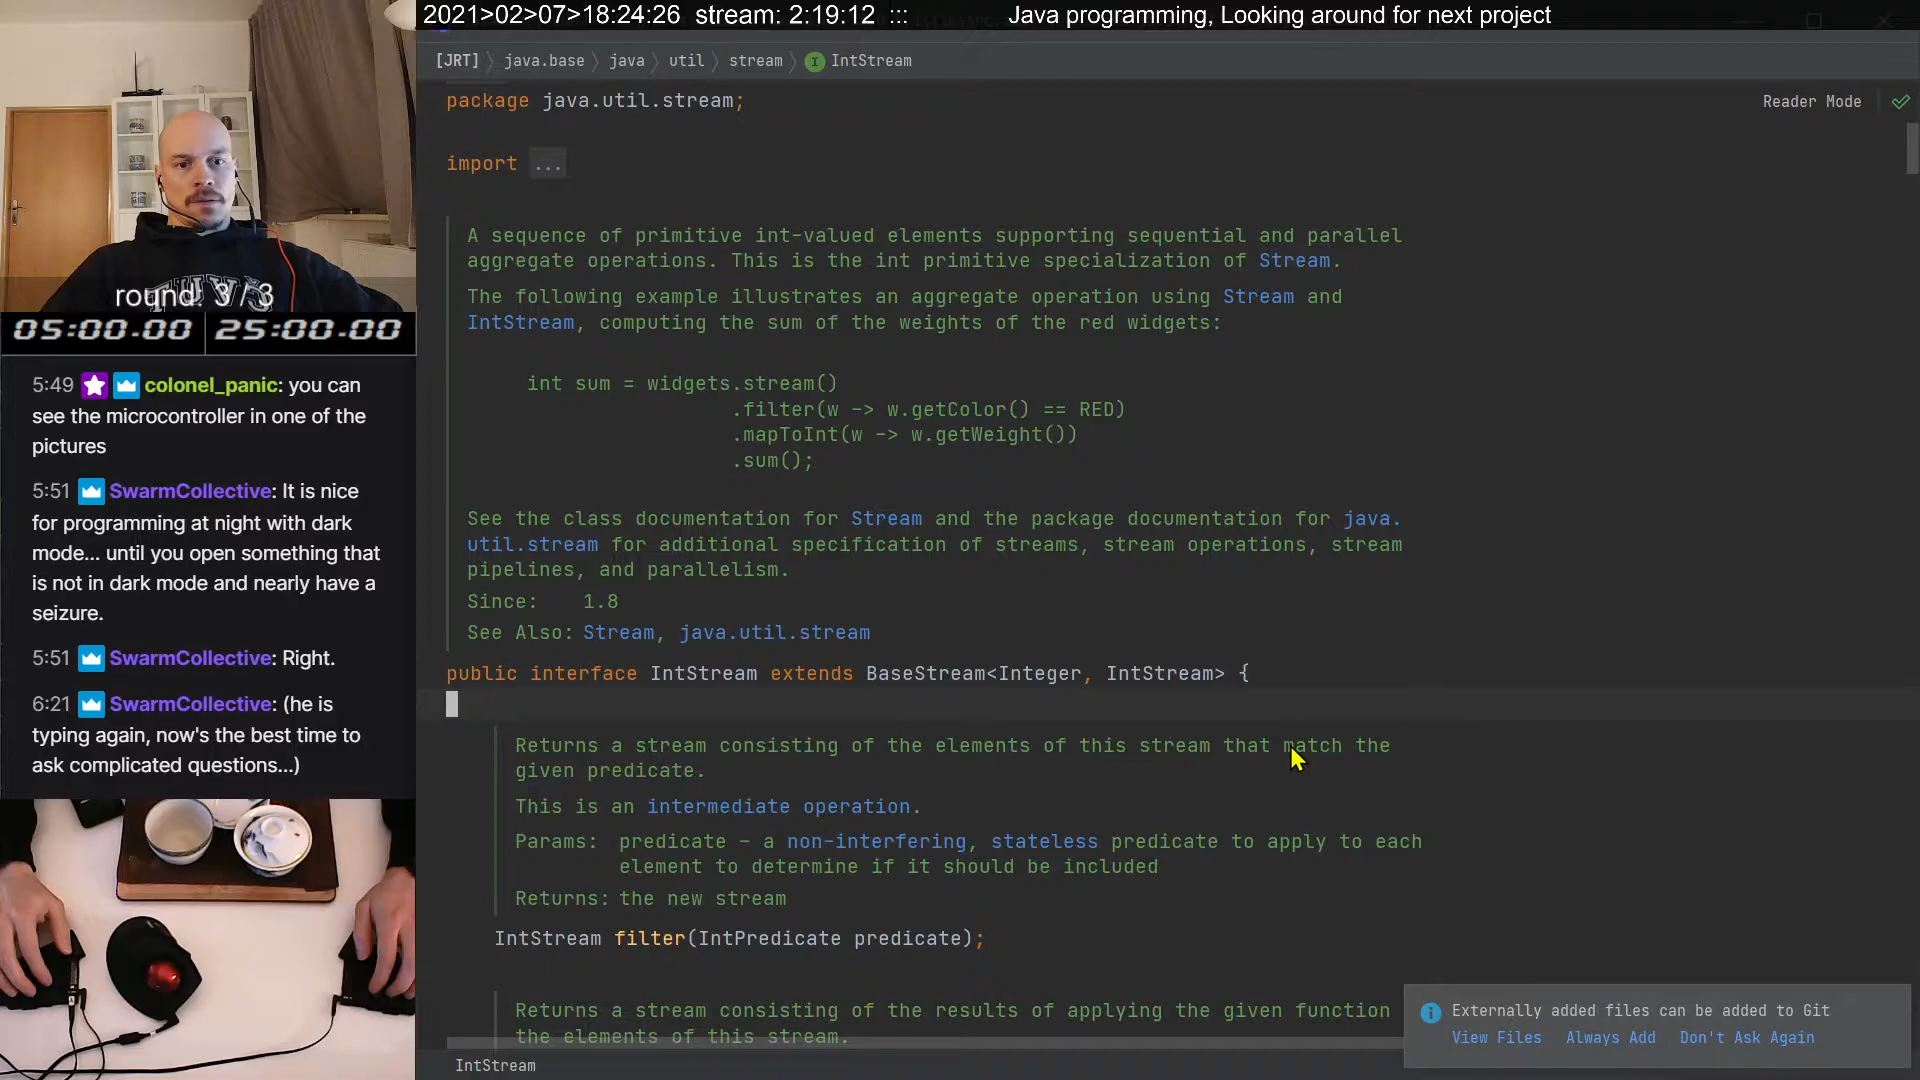 2021>02>07>18:24:26 stream: 2:19:12 ::: Java programming, Looking around for next project
[JRT] java.base java util stream I IntStream
package java.util.stream;
Reader Mode
import ...
A sequence of primitive int-valued elements supporting sequential and parallel
aggregate operations. This is the int primitive specialization of Stream.
The following example illustrates an aggregate operation using Stream and
IntStream, computing the sum of the weights of the red widgets:
int sum = widgets.stream()
.filter(w -> w.getColor() == RED)
.mapToInt(w -> w.getWeight())
.sum();
See the class documentation for Stream and the package documentation for java.
util.stream for additional specification of streams, stream operations, stream
pipelines, and parallelism.
Since: 1.8
See Also: Stream, java.util.stream
public interface IntStream extends BaseStream<Integer, IntStream> {
Returns a stream consisting of the elements of this stream that match the
given predicate.
This is an intermediate operation.
Params: predicate – a non-interfering, stateless predicate to apply to each
element to determine if it should be included
Returns: the new stream
IntStream filter(IntPredicate predicate);
Returns a stream consisting of the results of applying the given function
the elements of this stream.
IntStream
Externally added files can be added to Git
View Files Always Add Don't Ask Again
round: 3 / 3
05:00.00 25:00.00
5:49 colonel_panic: you can
see the microcontroller in one of the
pictures
5:51 SwarmCollective: It is nice
for programming at night with dark
mode... until you open something that
is not in dark mode and nearly have a
seizure.
5:51 SwarmCollective: Right.
6:21 SwarmCollective: (he is
typing again, now's the best time to
ask complicated questions...)